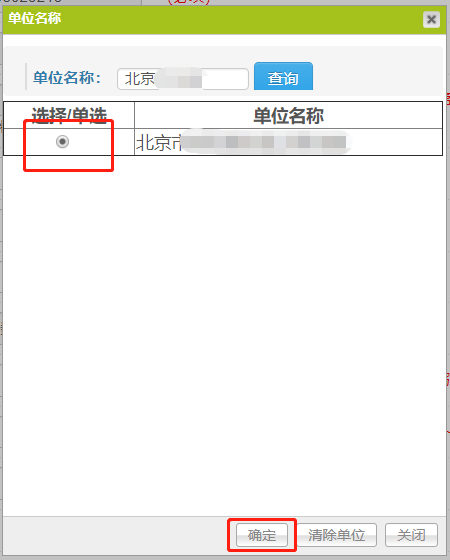 单位名称
单位名称： 北京 查询
选择/单选 单位名称
北京市
确定 清除单位 关闭